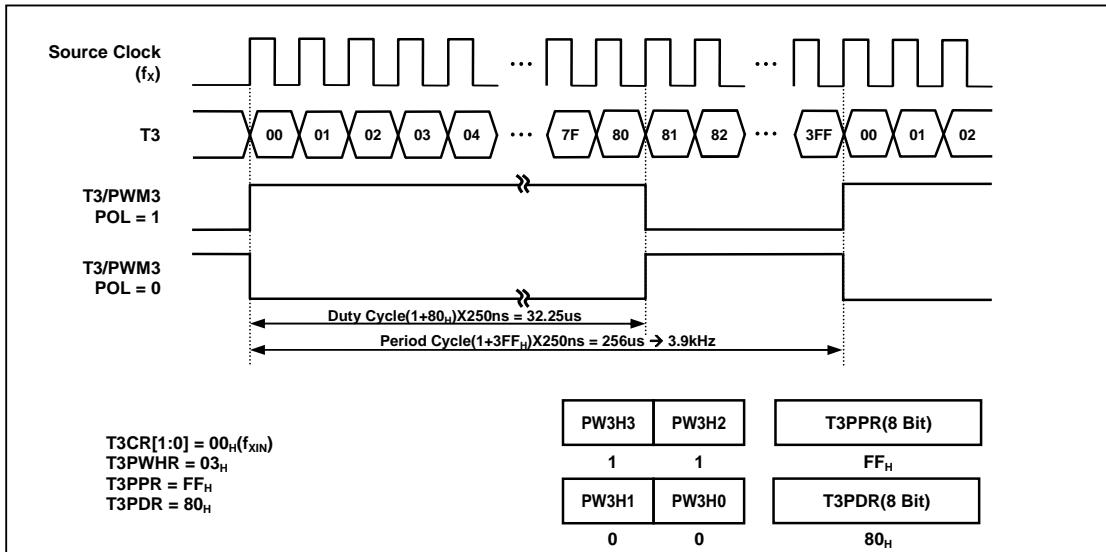 Source Clock
(fX)
T3
00 01 02 03 04 ... 7F 80 81 82 ... 3FF 00 01 02
T3/PWM3
POL = 1
T3/PWM3
POL = 0
Duty Cycle(1+80H)X250ns = 32.25us
Period Cycle(1+3FFH)X250ns = 256us → 3.9kHz
T3CR[1:0] = 00H(fXIN)
T3PWHR = 03H
T3PPR = FFH
T3PDR = 80H
PW3H3 PW3H2 T3PPR(8 Bit)
1 1 FFH
PW3H1 PW3H0 T3PDR(8 Bit)
0 0 80H